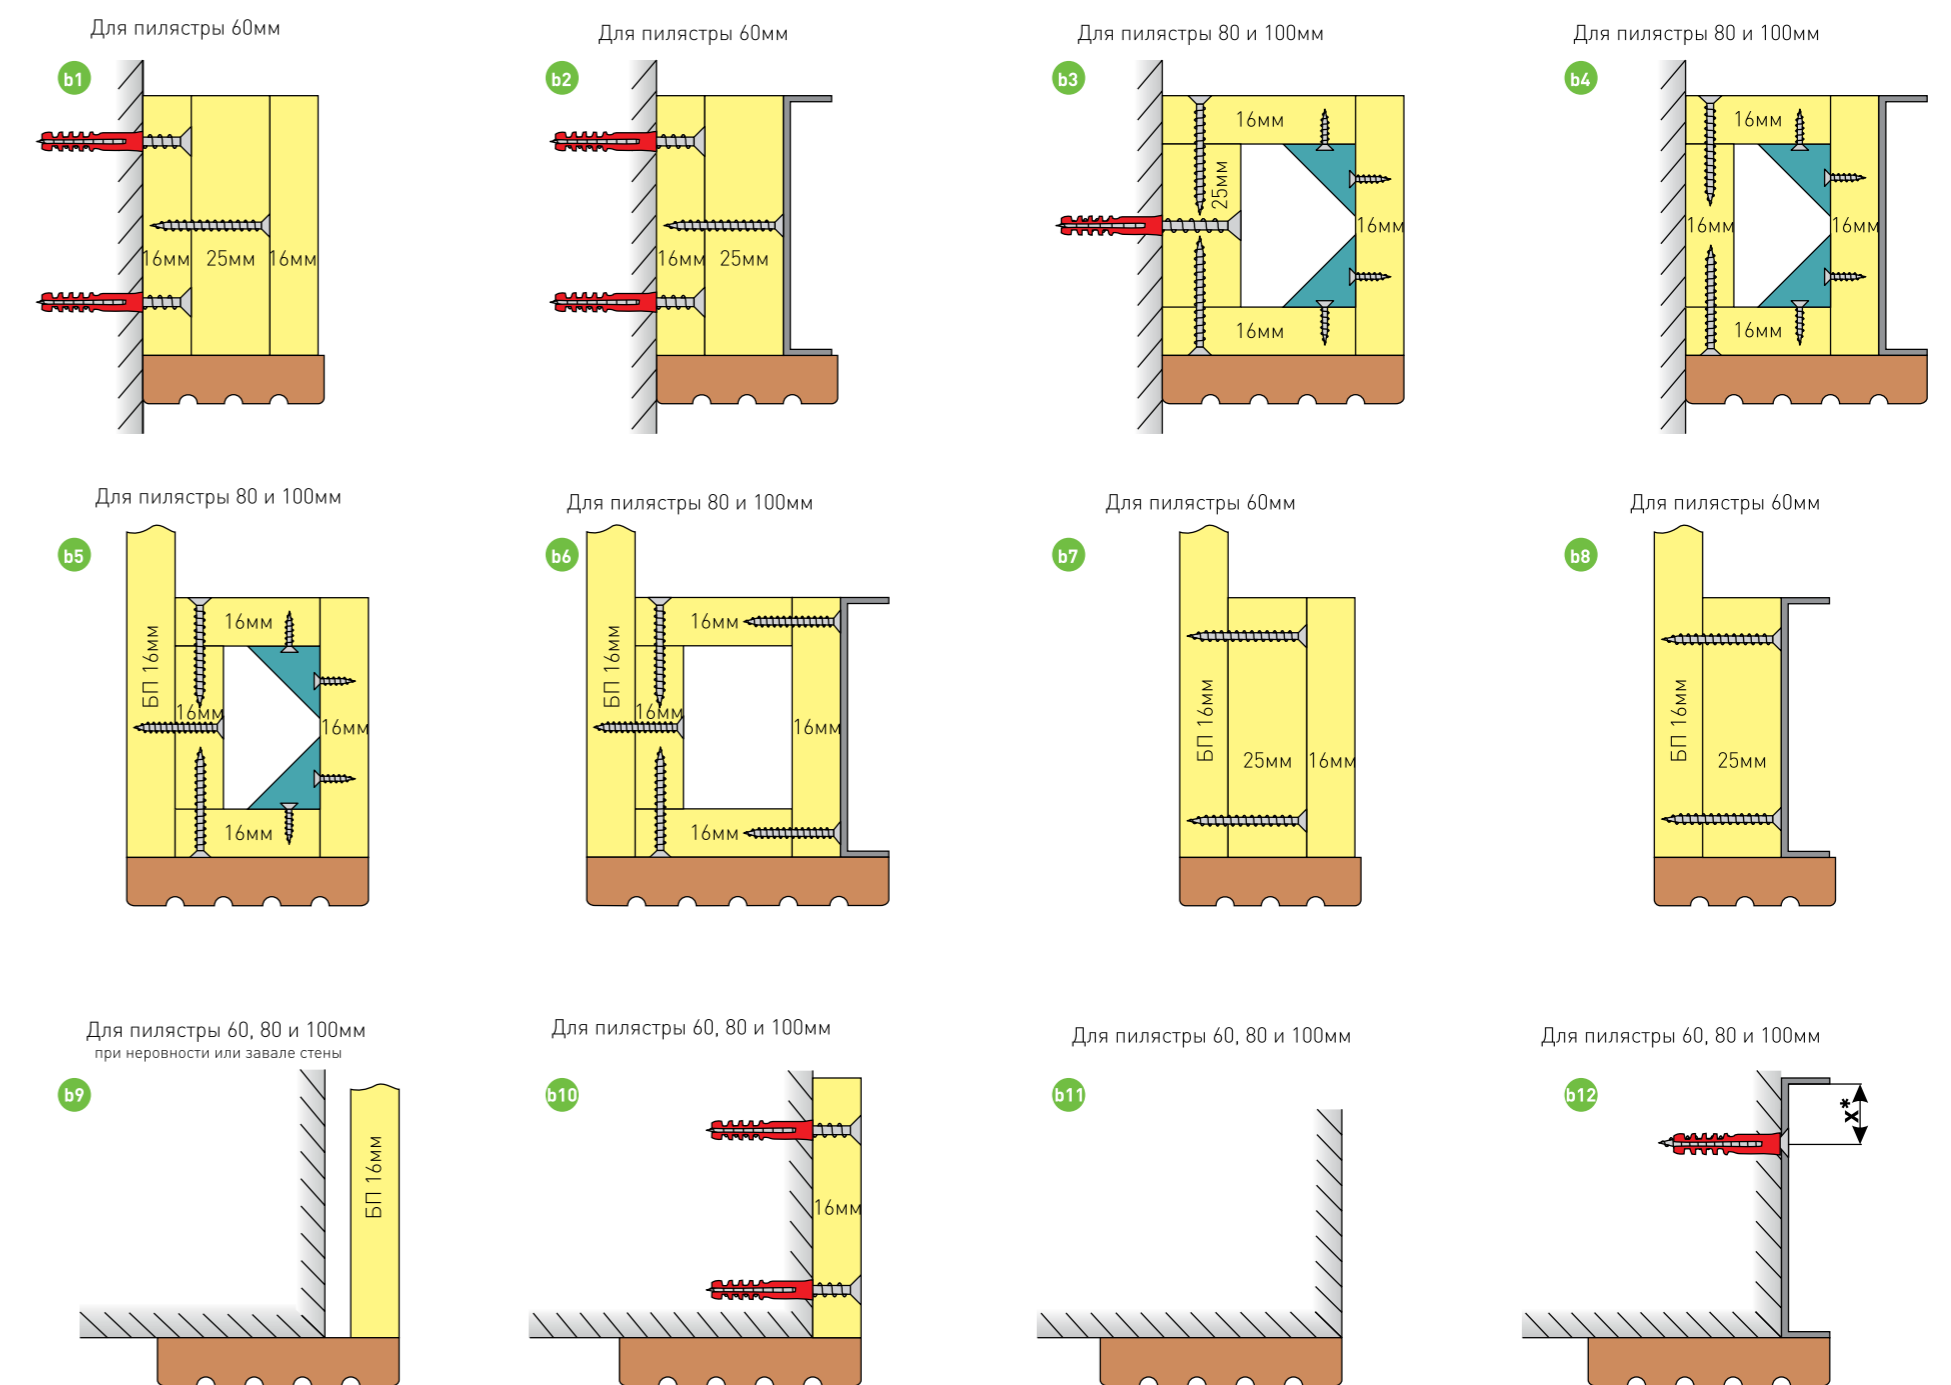 Для пилястры 60мм
Для пилястры 60мм
Для пилястры 80 и 100мм
Для пилястры 80 и 100мм
b1
b2
b3
b4
16мм 25мм 16мм
16мм 25мм
16мм
25мм
16мм
16мм
16мм
16мм
16мм
16мм
Для пилястры 80 и 100мм
Для пилястры 80 и 100мм
Для пилястры 60мм
Для пилястры 60мм
b5
b6
b7
b8
БП 16мм
16мм
16мм
16мм
16мм
БП 16мм
16мм
16мм
16мм
16мм
БП 16мм
25мм 16мм
БП 16мм
25мм
Для пилястры 60, 80 и 100мм
при неровности или завале стены
Для пилястры 60, 80 и 100мм
Для пилястры 60, 80 и 100мм
Для пилястры 60, 80 и 100мм
b9
b10
b11
b12
БП 16мм
16мм
x*